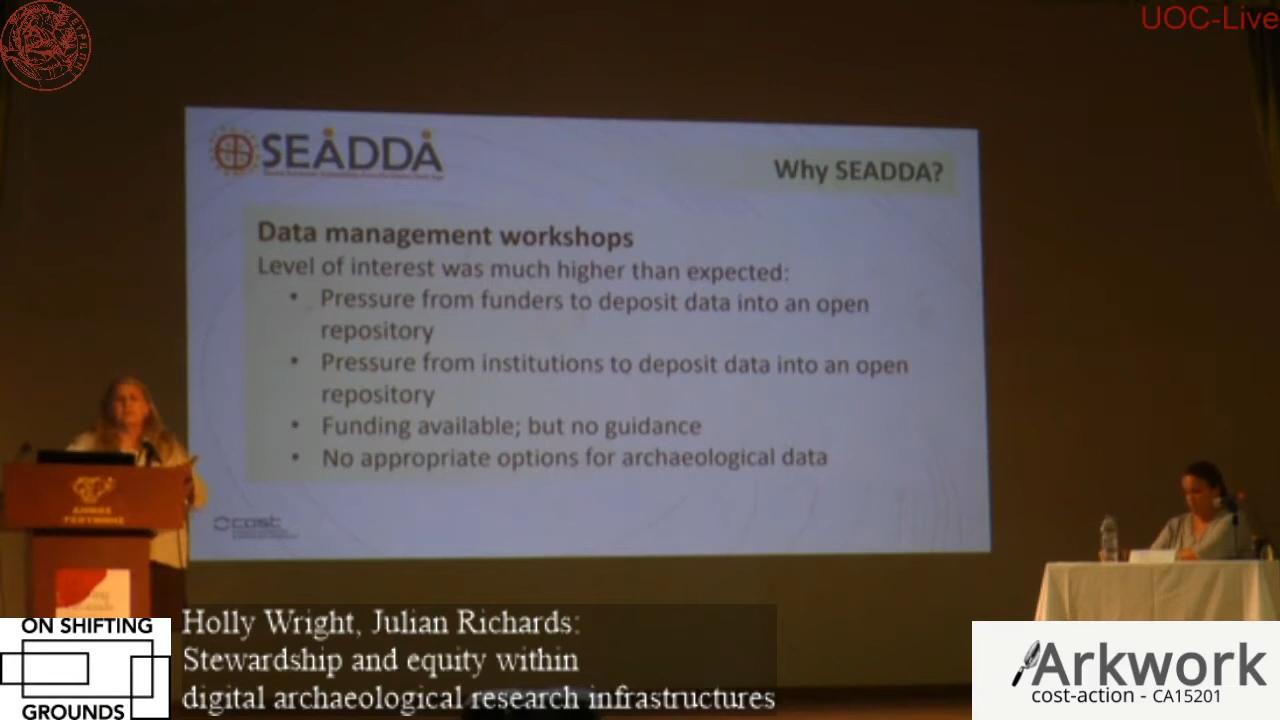 UOC-Live
SEADDA
Why SEADDA?
Data management workshops
Level of interest was much higher than expected:
• Pressure from funders to deposit data into an open
repository
• Pressure from institutions to deposit data into an open
repository
• Funding available; but no guidance
• No appropriate options for archaeological data
cost
ΔΗΜΟΣ
ΡΕΘΥΜΝΗΣ
ON SHIFTING
GROUNDS
Holly Wright, Julian Richards:
Stewardship and equity within
digital archaeological research infrastructures
Arkwork
cost-action - CA15201